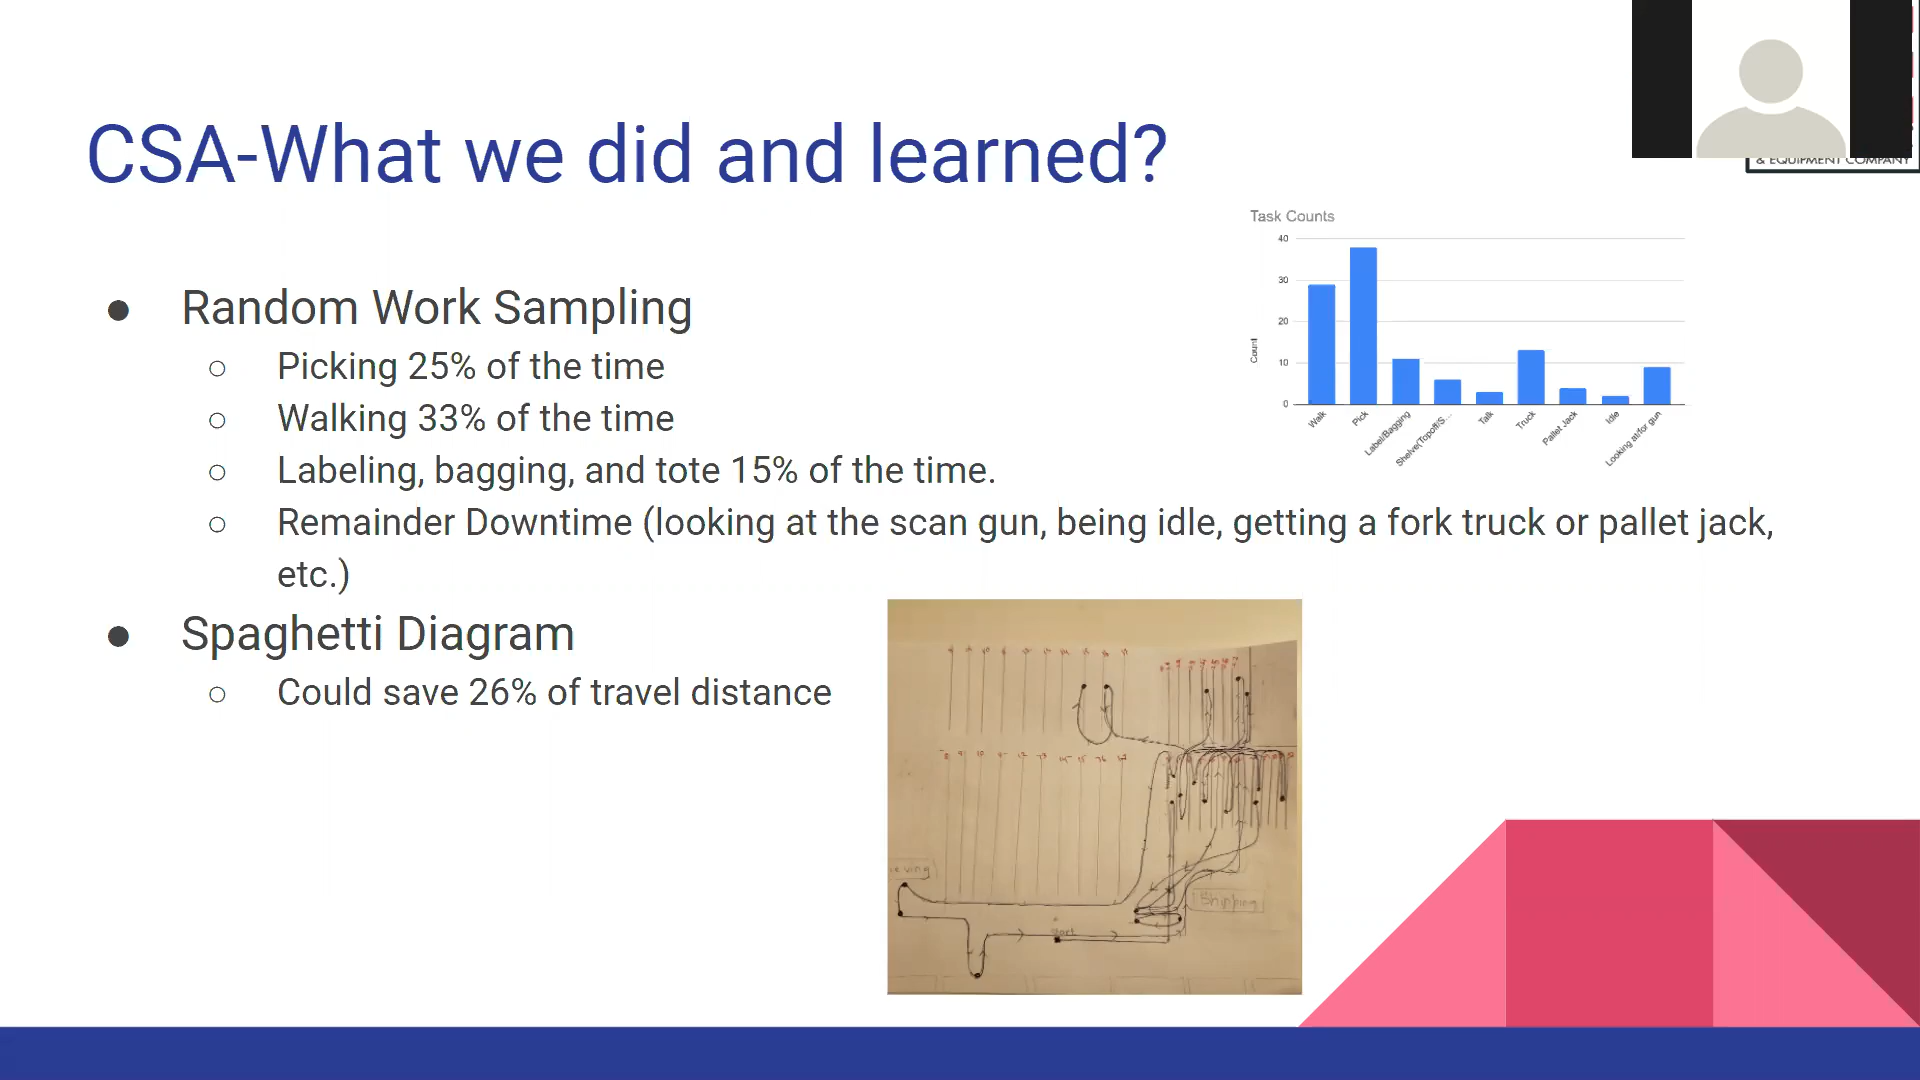 CSA-What we did and learned?
& EQUIPMENT COMPANY
Task Counts
40
30
20
10
0
Count
Walk
Pick
Label/Bagging
Shelve(Topoff/S...
Talk
Truck
Pallet Jack
Idle
Looking at/for gun
● Random Work Sampling
○ Picking 25% of the time
○ Walking 33% of the time
○ Labeling, bagging, and tote 15% of the time.
○ Remainder Downtime (looking at the scan gun, being idle, getting a fork truck or pallet jack,
etc.)
● Spaghetti Diagram
○ Could save 26% of travel distance
Shipping
Start